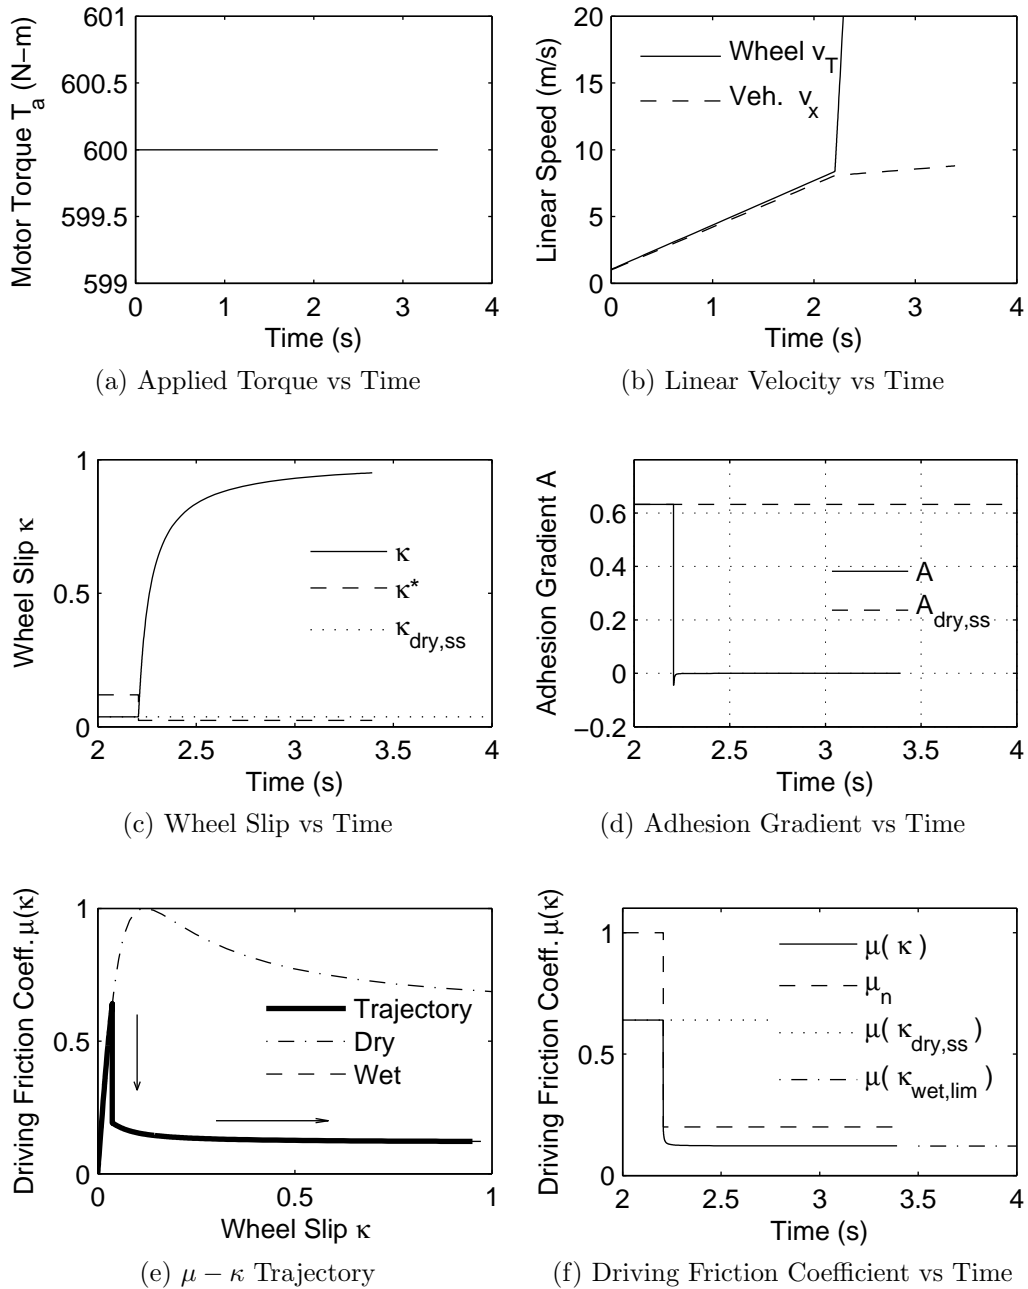 601
600.5
600
599.5
599
Motor Torque T_a (N−m)
0 1 2 3 4
Time (s)
(a) Applied Torque vs Time
20
15
10
5
0
Linear Speed (m/s)
Wheel v_T
Veh. v_x
0 1 2 3 4
Time (s)
(b) Linear Velocity vs Time
1
0.5
0
Wheel Slip κ
κ
κ*
κ_dry,ss
2 2.5 3 3.5 4
Time (s)
(c) Wheel Slip vs Time
0.6
0.4
0.2
0
−0.2
Adhesion Gradient A
A
A_dry,ss
2 2.5 3 3.5 4
Time (s)
(d) Adhesion Gradient vs Time
1
0.5
0
Driving Friction Coeff. μ(κ)
Trajectory
Dry
Wet
0 0.5 1
Wheel Slip κ
(e) μ − κ Trajectory
1
0.5
0
Driving Friction Coeff. μ(κ)
μ( κ )
μ_n
μ( κ_dry,ss )
μ( κ_wet,lim )
2 2.5 3 3.5 4
Time (s)
(f) Driving Friction Coefficient vs Time